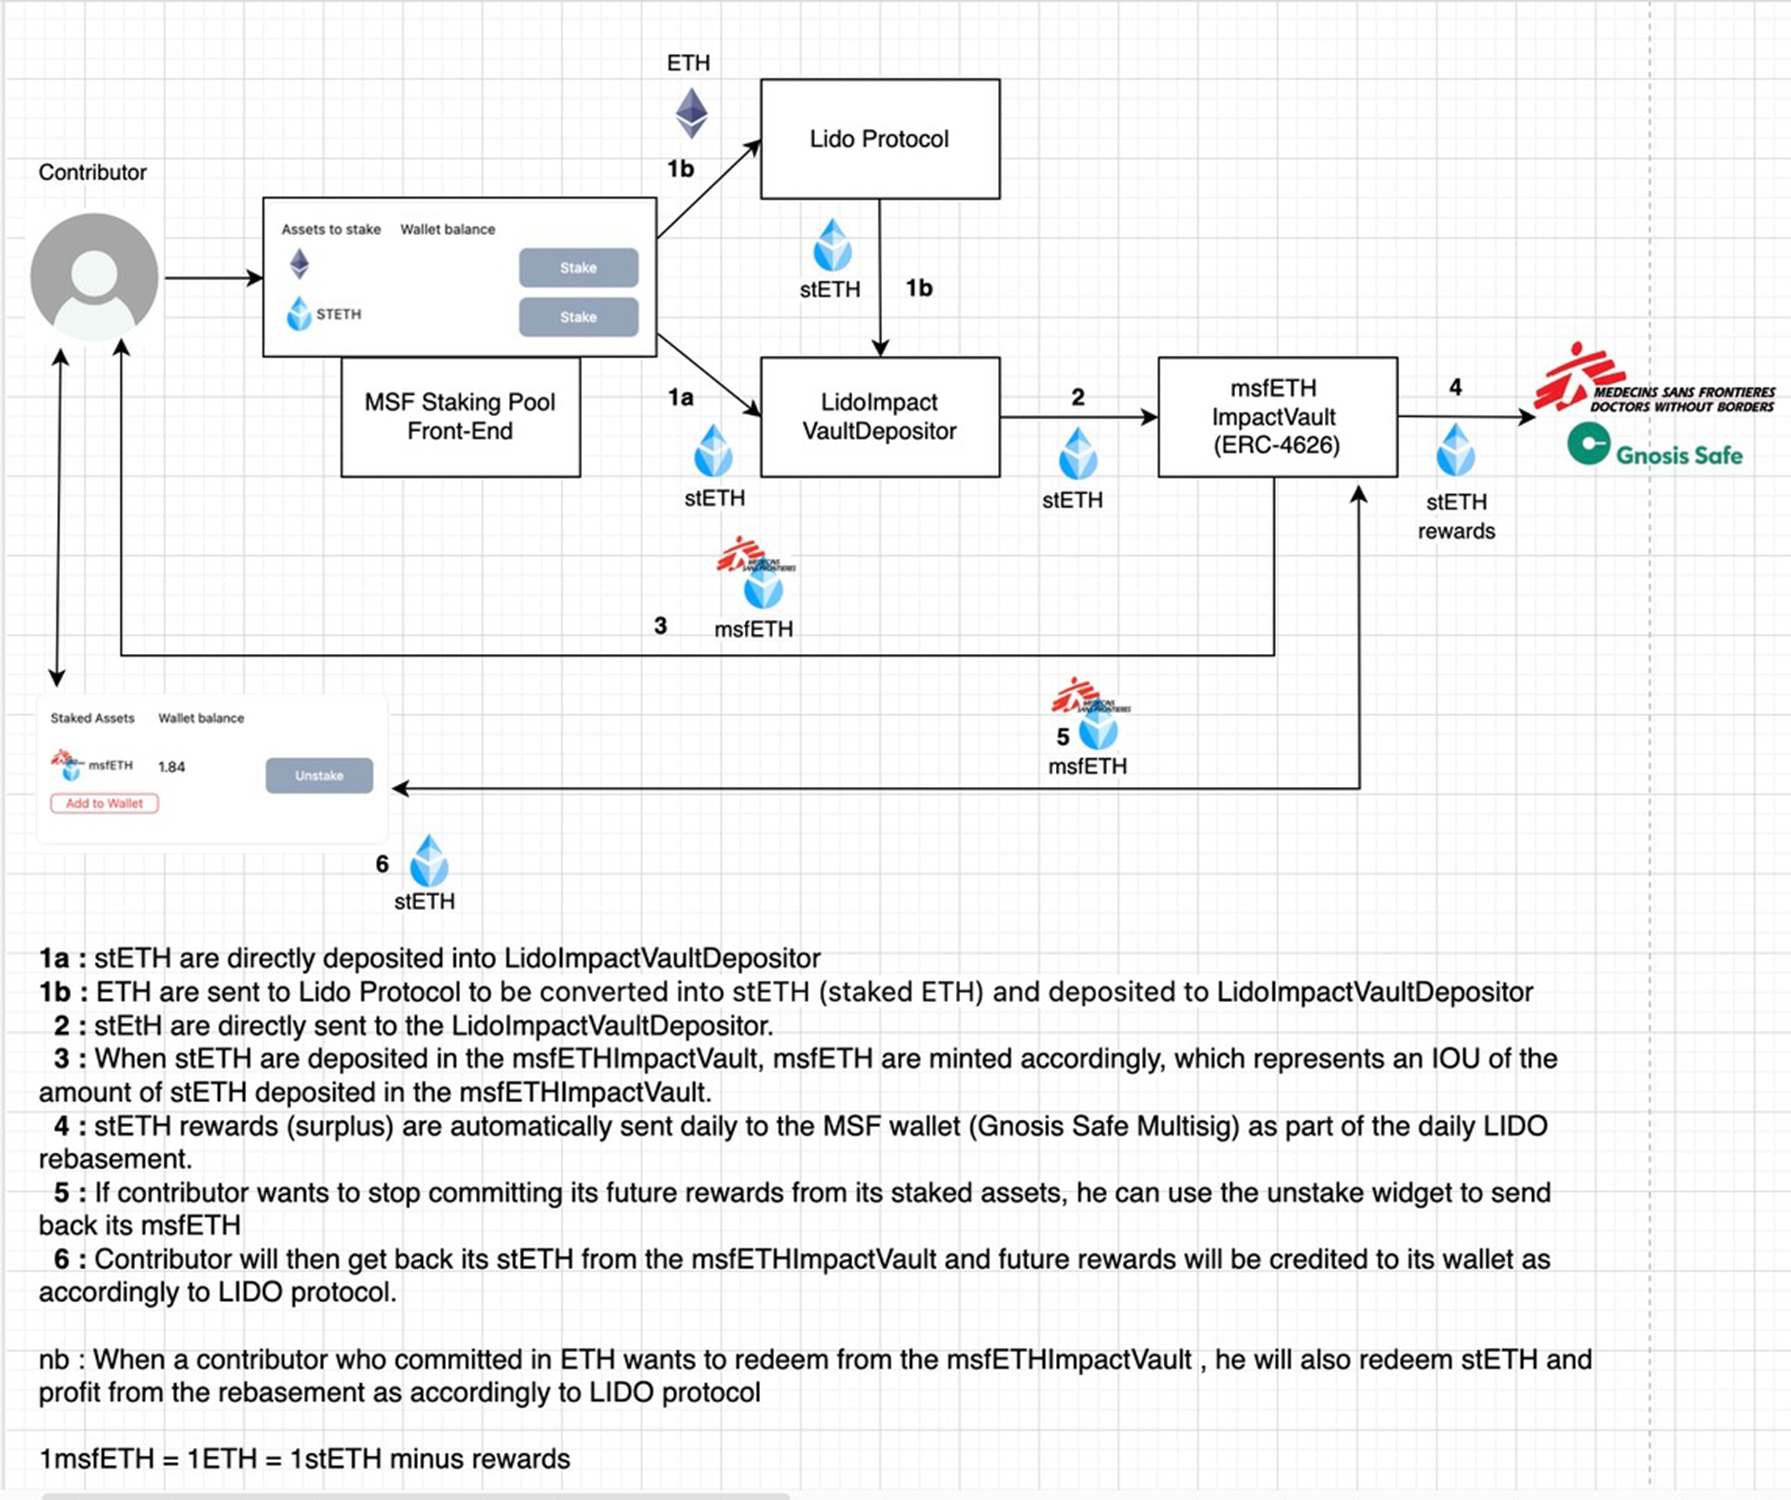 ETH
Lido Protocol
1b
Contributor
Assets to stake Wallet balance
Stake
STETH
Stake
stETH
1b
MSF Staking Pool
Front-End
1a
stETH
LidoImpact
VaultDepositor
2
stETH
msfETH
ImpactVault
(ERC-4626)
4
MEDECINS SANS FRONTIERES
DOCTORS WITHOUT BORDERS
Gnosis Safe
stETH
rewards
MEDECINS
SANS FRONTIERES
3
msfETH
MEDECINS
SANS FRONTIERES
5
msfETH
Staked Assets Wallet balance
msfETH 1.84
Unstake
Add to Wallet
6
stETH
1a : stETH are directly deposited into LidoImpactVaultDepositor
1b : ETH are sent to Lido Protocol to be converted into stETH (staked ETH) and deposited to LidoImpactVaultDepositor
2 : stEtH are directly sent to the LidoImpactVaultDepositor.
3 : When stETH are deposited in the msfETHImpactVault, msfETH are minted accordingly, which represents an IOU of the
amount of stETH deposited in the msfETHImpactVault.
4 : stETH rewards (surplus) are automatically sent daily to the MSF wallet (Gnosis Safe Multisig) as part of the daily LIDO
rebasement.
5 : If contributor wants to stop committing its future rewards from its staked assets, he can use the unstake widget to send
back its msfETH
6 : Contributor will then get back its stETH from the msfETHImpactVault and future rewards will be credited to its wallet as
accordingly to LIDO protocol.
nb : When a contributor who committed in ETH wants to redeem from the msfETHImpactVault , he will also redeem stETH and
profit from the rebasement as accordingly to LIDO protocol
1msfETH = 1ETH = 1stETH minus rewards